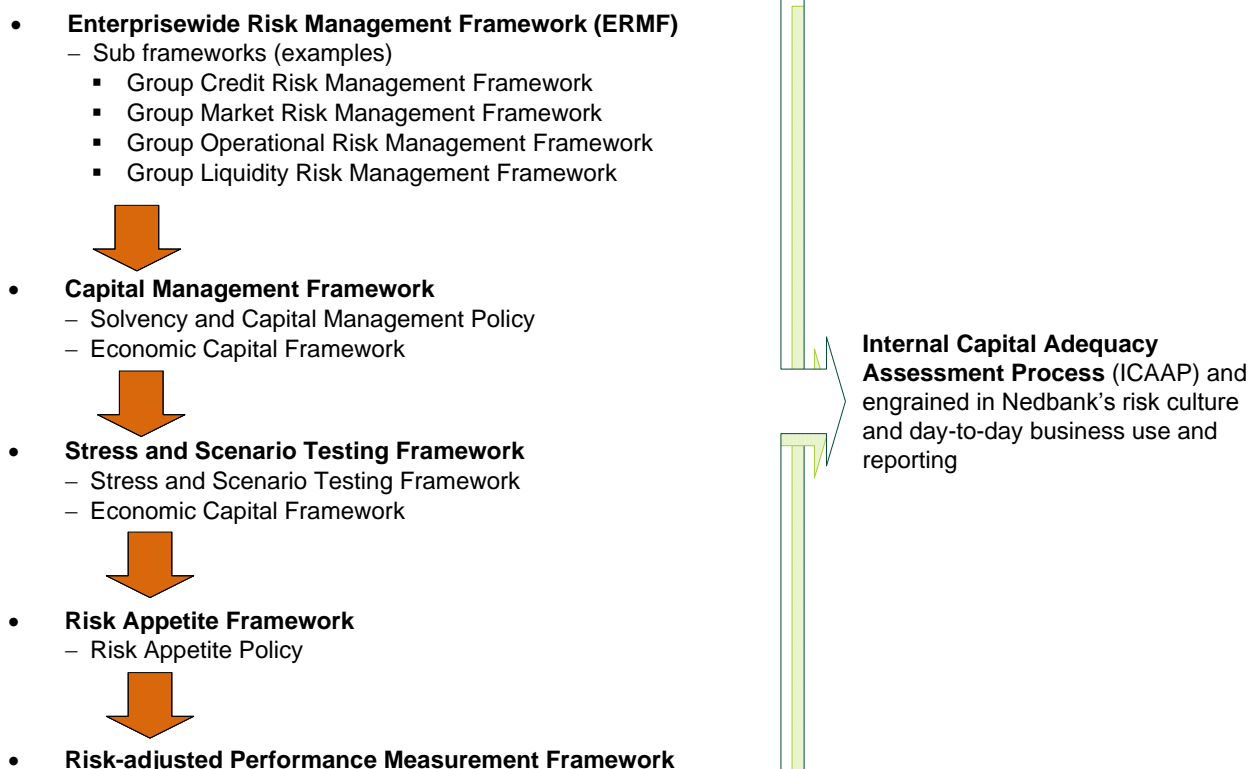 • Enterprisewide Risk Management Framework (ERMF)
– Sub frameworks (examples)
▪ Group Credit Risk Management Framework
▪ Group Market Risk Management Framework
▪ Group Operational Risk Management Framework
▪ Group Liquidity Risk Management Framework
• Capital Management Framework
– Solvency and Capital Management Policy
– Economic Capital Framework
• Stress and Scenario Testing Framework
– Stress and Scenario Testing Framework
– Economic Capital Framework
• Risk Appetite Framework
– Risk Appetite Policy
• Risk-adjusted Performance Measurement Framework
Internal Capital Adequacy
Assessment Process (ICAAP) and
engrained in Nedbank’s risk culture
and day-to-day business use and
reporting